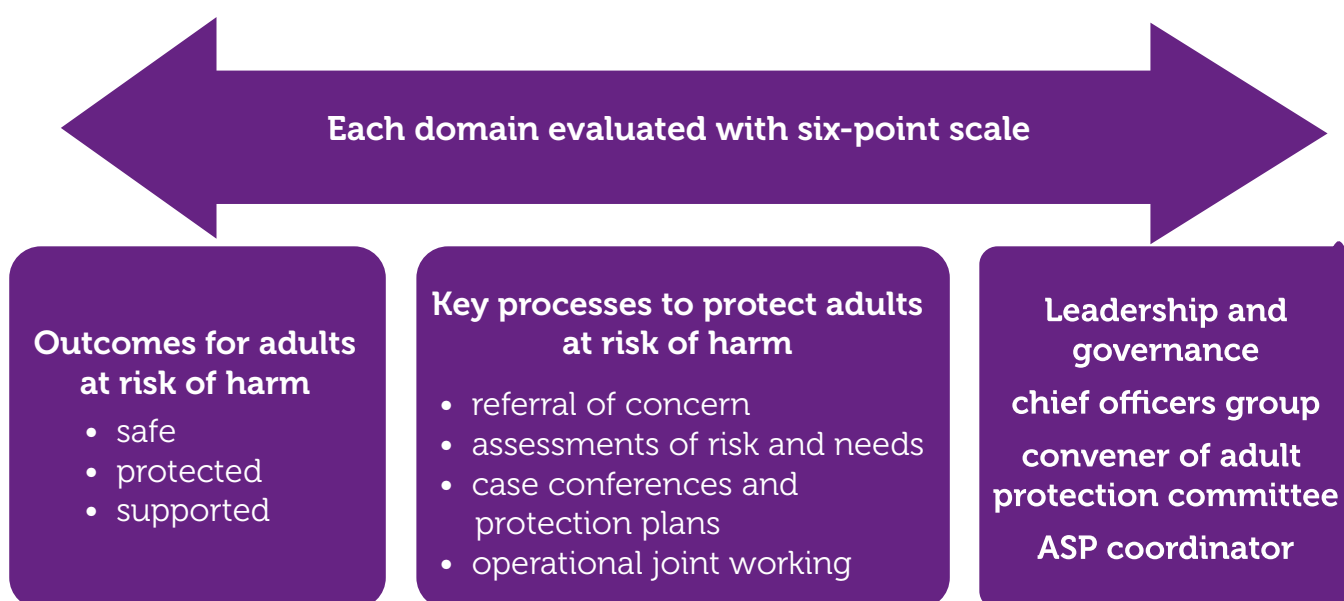 Each domain evaluated with six-point scale
Outcomes for adults
at risk of harm
• safe
• protected
• supported
Key processes to protect adults
at risk of harm
• referral of concern
• assessments of risk and needs
• case conferences and
protection plans
• operational joint working
Leadership and
governance
chief officers group
convener of adult
protection committee
ASP coordinator